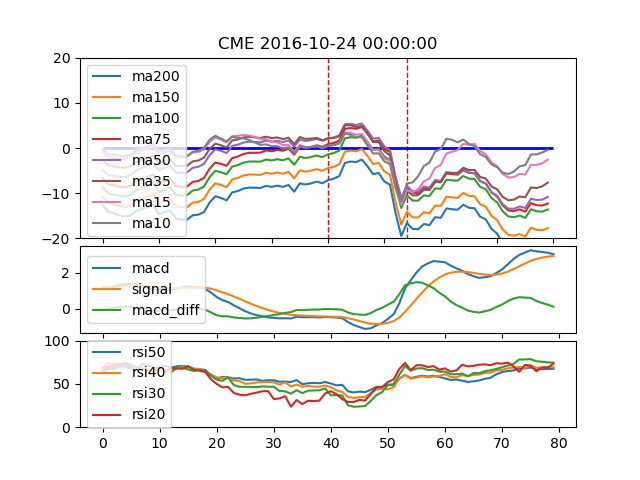 CME 2016-10-24 00:00:00
20
10
0
−10
−20
ma200
ma150
ma100
ma75
ma50
ma35
ma15
ma10
2
0
macd
signal
macd_diff
100
50
0
rsi50
rsi40
rsi30
rsi20
0 10 20 30 40 50 60 70 80